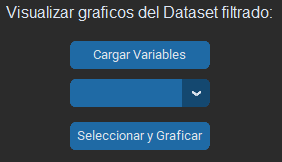 Visualizar graficos del Dataset filtrado:
Cargar Variables
Seleccionar y Graficar